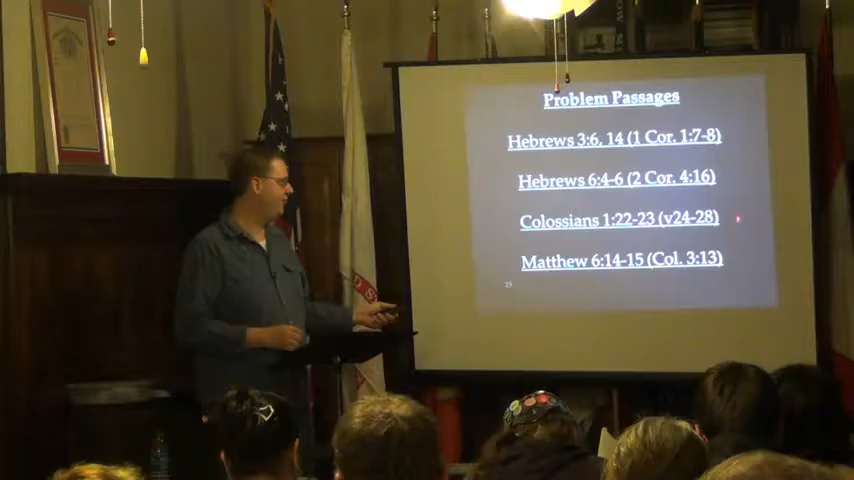 Problem Passages
Hebrews 3:6, 14 (1 Cor. 1:7-8)
Hebrews 6:4-6 (2 Cor. 4:16)
Colossians 1:22-23 (v24-28)
Matthew 6:14-15 (Col. 3:13)
25